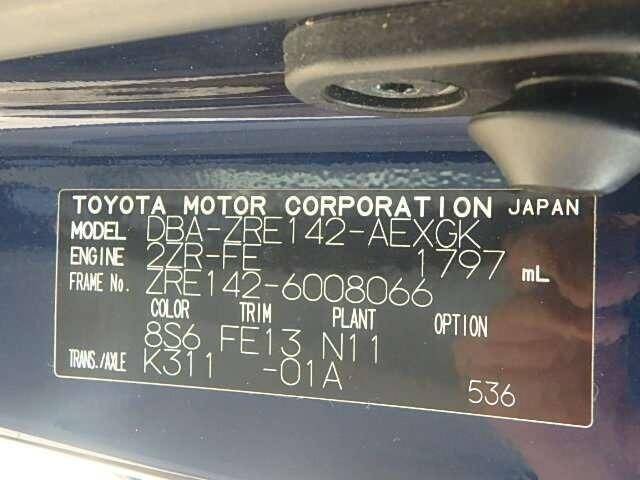 TOYOTA MOTOR CORPORATION JAPAN
MODEL DBA-ZRE142-AEXGK
ENGINE 2ZR-FE 1797 mL
FRAME No. ZRE142-6008066
COLOR TRIM PLANT OPTION
8S6 FE13 N11
TRANS./AXLE K311 -01A
536